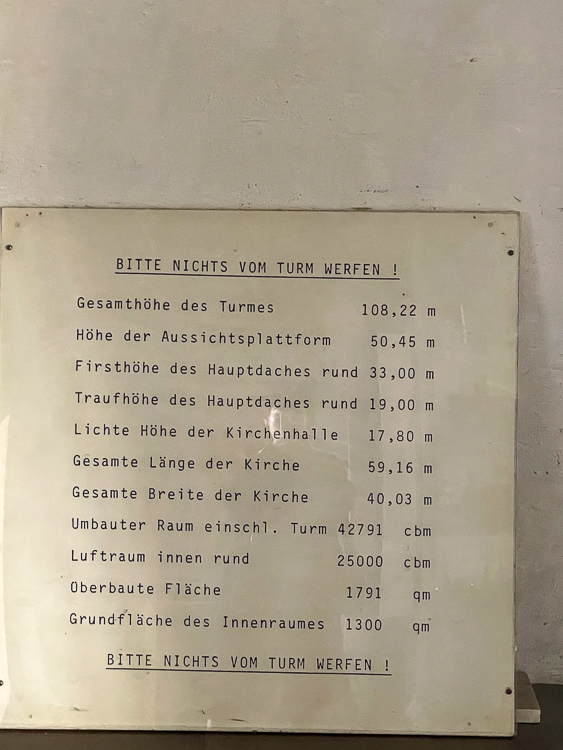 BITTE NICHTS VOM TURM WERFEN !
Gesamthöhe des Turmes 108,22 m
Höhe der Aussichtsplattform 50,45 m
Firsthöhe des Hauptdaches rund 33,00 m
Traufhöhe des Hauptdaches rund 19,00 m
Lichte Höhe der Kirchenhalle 17,80 m
Gesamte Länge der Kirche 59,16 m
Gesamte Breite der Kirche 40,03 m
Umbauter Raum einschl. Turm 42791 cbm
Luftraum innen rund 25000 cbm
Oberbaute Fläche 1791 qm
Grundfläche des Innenraumes 1300 qm
BITTE NICHTS VOM TURM WERFEN !